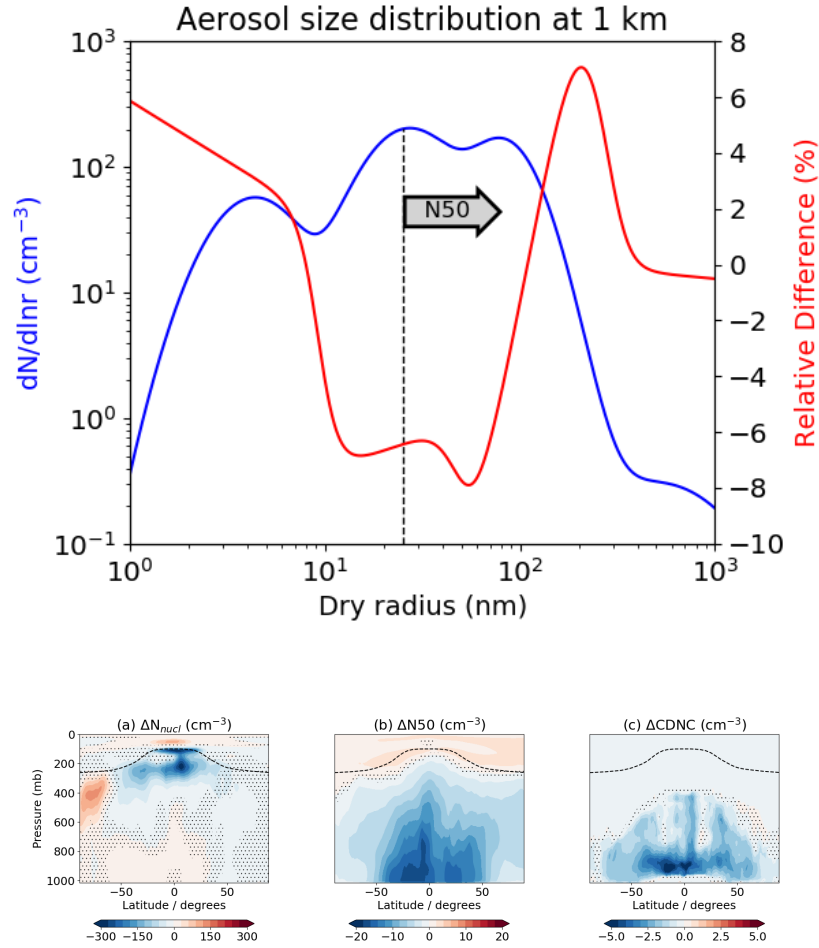 Aerosol size distribution at 1 km
10³ 8
6
10² 4
N50 2
0
10¹ −2
−4
10⁰ −6
−8
10⁻¹ −10
dN/dlnr (cm⁻³)
Relative Difference (%)
10⁰ 10¹ 10² 10³
Dry radius (nm)
(a) ΔN_nucl (cm⁻³) (b) ΔN50 (cm⁻³) (c) ΔCDNC (cm⁻³)
0
200
400
600
800
1000
Pressure (mb)
−50 0 50 −50 0 50 −50 0 50
Latitude / degrees Latitude / degrees Latitude / degrees
−300 −150 0 150 300 −20 −10 0 10 20 −5.0 −2.5 0.0 2.5 5.0